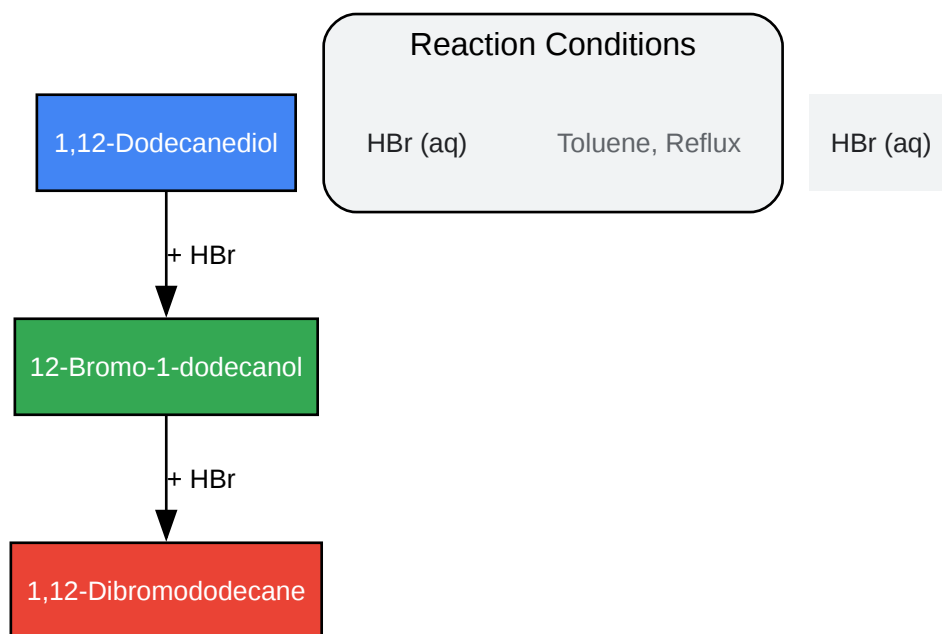 Reaction Conditions
1,12-Dodecanediol
HBr (aq)
Toluene, Reflux
HBr (aq)
+ HBr
12-Bromo-1-dodecanol
+ HBr
1,12-Dibromododecane